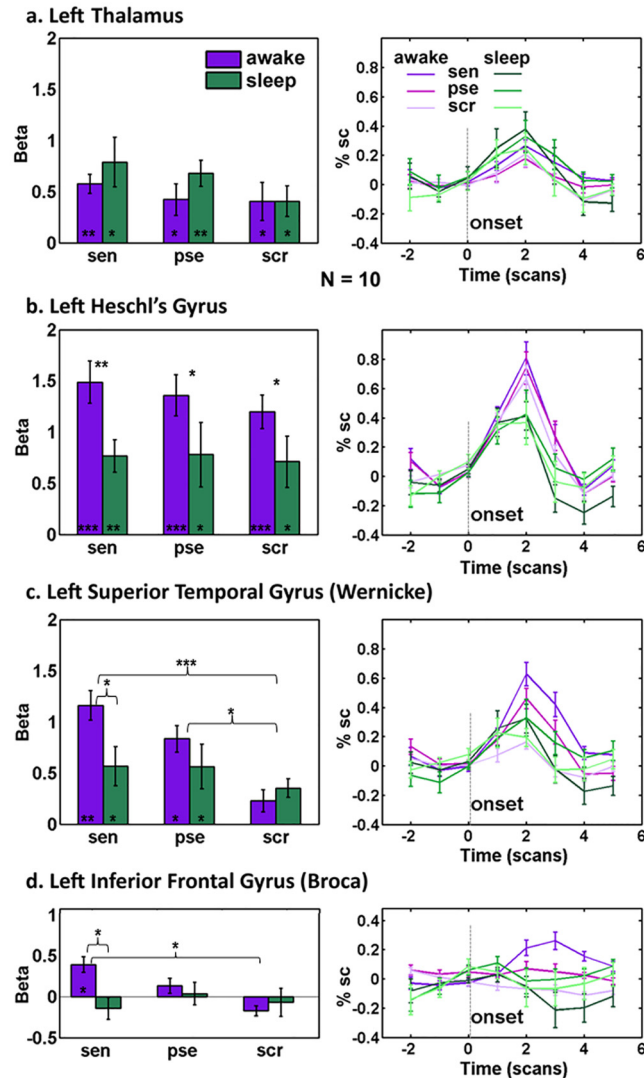 a. Left Thalamus
2
1.5
1
0.5
0
Beta
awake
sleep
** * * ** * *
sen pse scr
0.8
0.6
0.4
0.2
0
-0.2
-0.4
% sc
awake sleep
sen
pse
scr
onset
-2 0 2 4 6
Time (scans)
N = 10
b. Left Heschl's Gyrus
2
1.5
1
0.5
0
Beta
** * *
*** ** *** * *** *
sen pse scr
0.8
0.6
0.4
0.2
0
-0.2
-0.4
% sc
onset
-2 0 2 4 6
Time (scans)
c. Left Superior Temporal Gyrus (Wernicke)
2
1.5
1
0.5
0
Beta
***
*
*
** * * *
sen pse scr
0.8
0.6
0.4
0.2
0
-0.2
-0.4
% sc
onset
-2 0 2 4 6
Time (scans)
d. Left Inferior Frontal Gyrus (Broca)
1
0.5
0
-0.5
Beta
*
*
*
sen pse scr
0.4
0.2
0
-0.2
-0.4
% sc
onset
-2 0 2 4 6
Time (scans)